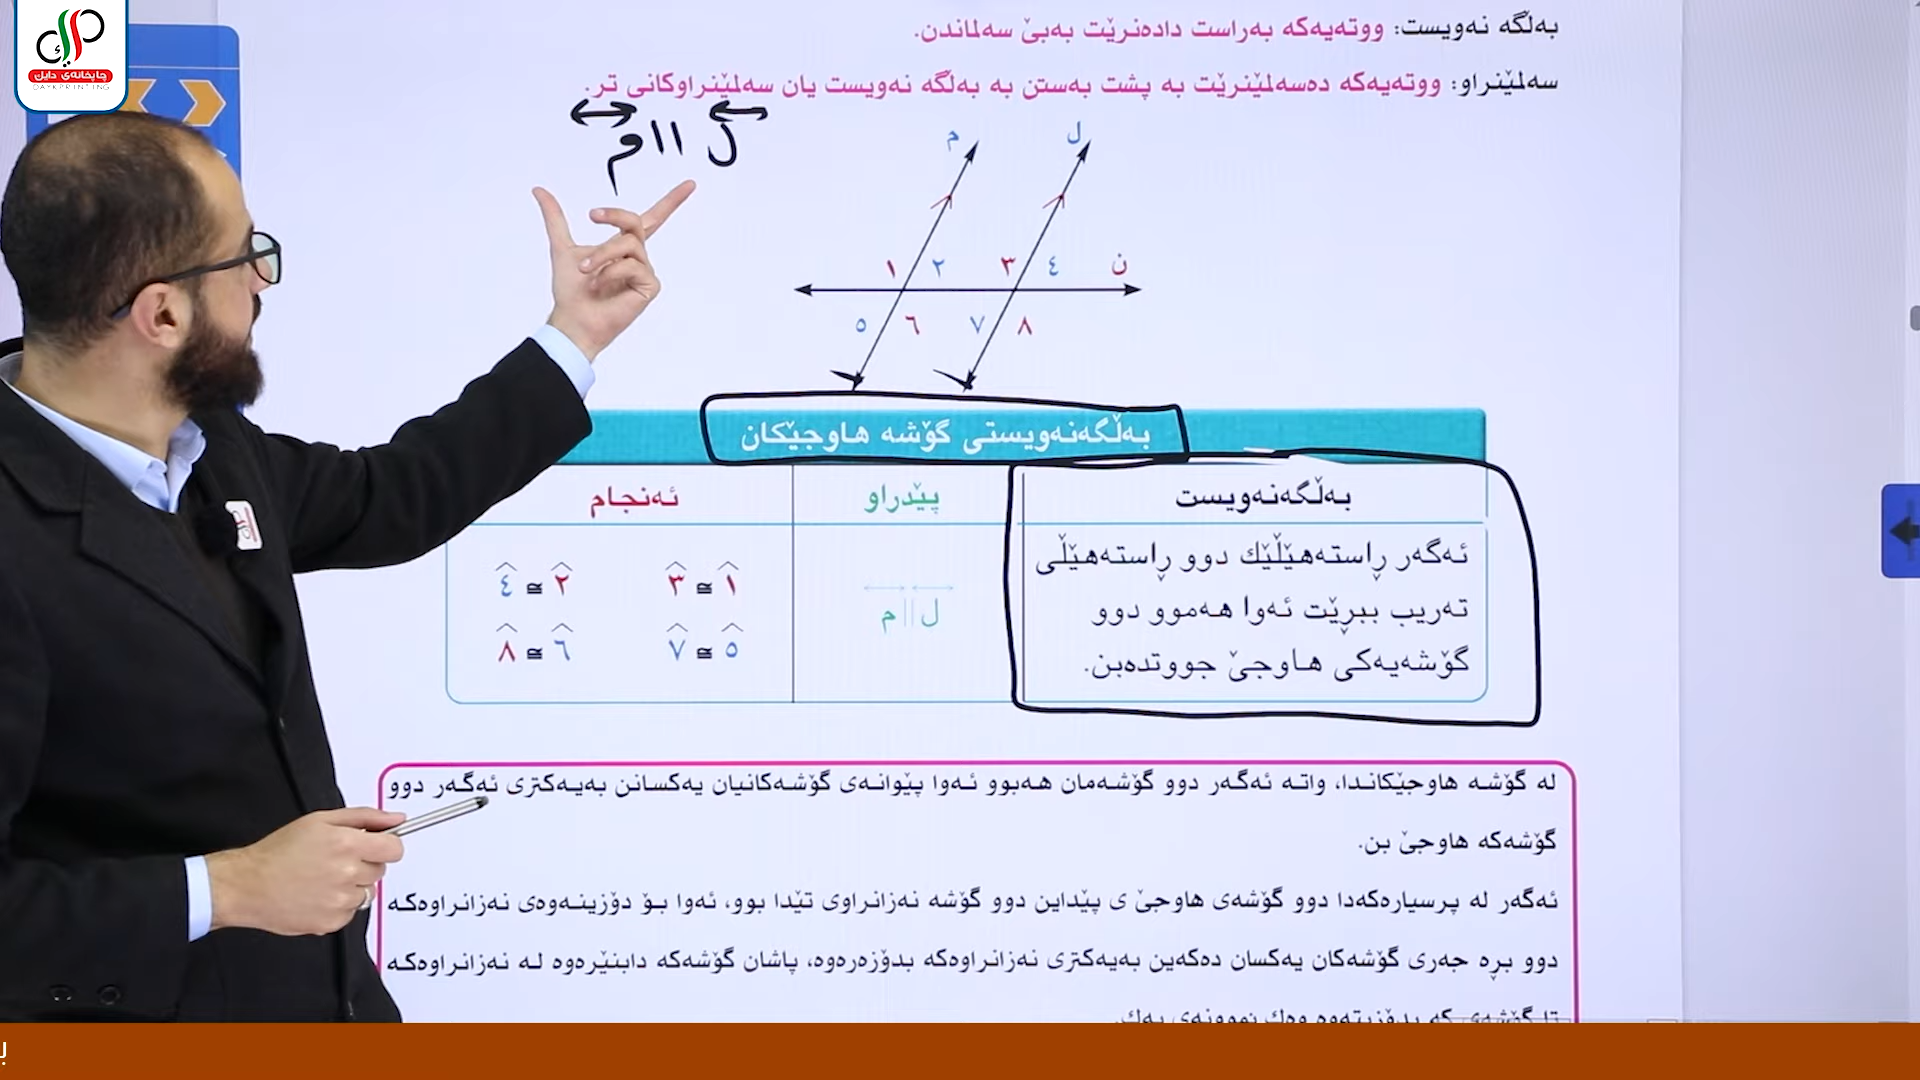 چاپخانەی دایك
DAYKPRINTING
بەڵگە نەویست: ووتەیەکە بەراست دادەنرێت بەبێ سەلماندن.
سەلمێنراو: ووتەیەکە دەسەلمێنرێت بە پشت بەستن بە بەڵگە نەویست یان سەلمێنراوکانی تر.
ل // م
م ل
١ ٢ ٣ ٤ ن
٥ ٦ ٧ ٨
بەڵگەنەویستی گۆشە هاوجێکان
بەڵگەنەویست پێدراو ئەنجام
ئەگەر ڕاستەهێڵێك دوو ڕاستەهێڵی
تەریب ببڕێت ئەوا هەموو دوو
گۆشەیەکی هاوجێ جووتدەبن.
ل || م
١ ≅ ٣ ٢ ≅ ٤
٥ ≅ ٧ ٦ ≅ ٨
لە گۆشە هاوجێکاندا، واتە ئەگەر دوو گۆشەمان هەبوو ئەوا پێوانەی گۆشەکانیان یەکسانن بەیەکتری ئەگەر دوو
گۆشەکە هاوجێ بن.
ئەگەر لە پرسیارەکەدا دوو گۆشەی هاوجێ ی پێداین دوو گۆشە نەزانراوی تێدا بوو، ئەوا بۆ دۆزینەوەی نەزانراوەکە
دوو بڕە جەری گۆشەکان یەکسان دەکەین بەیەکتری نەزانراوەکە بدۆزەرەوە، پاشان گۆشەکە دابنێرەوە لە نەزانراوەکە